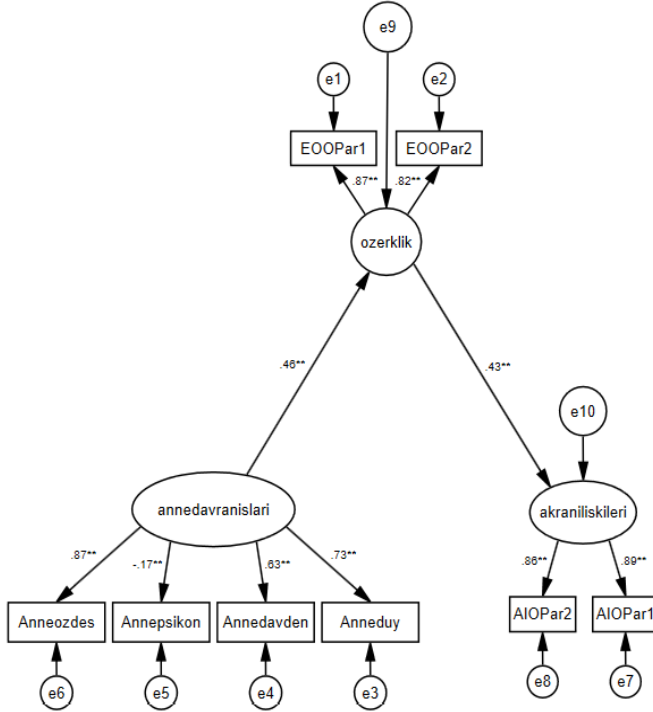 e9
e1
e2
EOOPar1
EOOPar2
.87**
.82**
ozerklik
.46**
.43**
e10
annedavranislari
akraniliskileri
.87**
-.17**
.63**
.73**
.86**
.89**
Anneozdes
Annepsikon
Annedavden
Anneduy
AIOPar2
AIOPar1
e6
e5
e4
e3
e8
e7